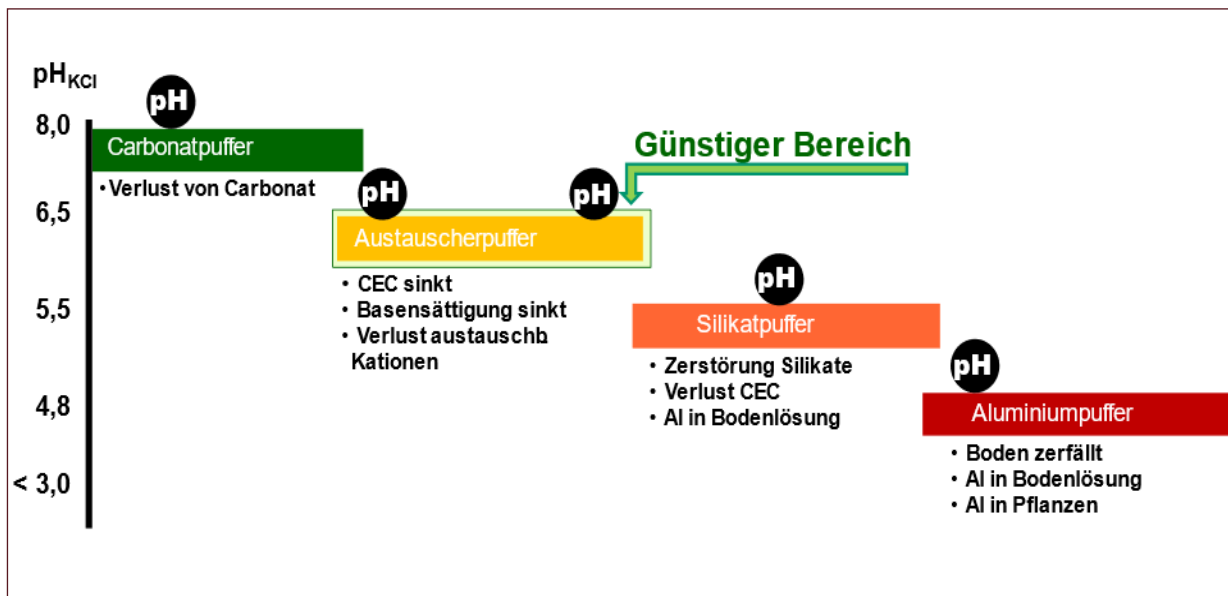 pH KCl
8,0
6,5
5,5
4,8
< 3,0
pH
Carbonatpuffer
• Verlust von Carbonat
Günstiger Bereich
pH
pH
Austauscherpuffer
• CEC sinkt
• Basensättigung sinkt
• Verlust austauschb.
Kationen
pH
Silikatpuffer
• Zerstörung Silikate
• Verlust CEC
• Al in Bodenlösung
pH
Aluminiumpuffer
• Boden zerfällt
• Al in Bodenlösung
• Al in Pflanzen